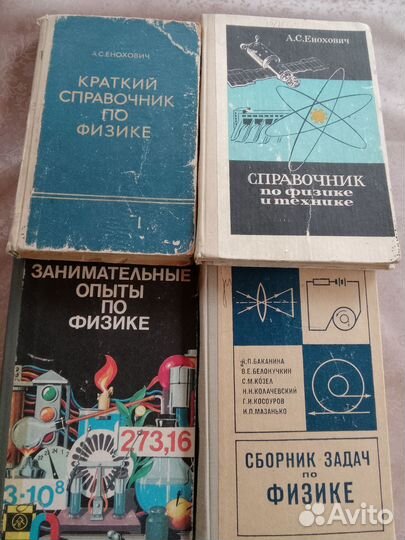 А.С.ЕНОХОВИЧ
КРАТКИЙ
СПРАВОЧНИК
ПО
ФИЗИКЕ
А.С.Енохович
СПРАВОЧНИК
по физике
и технике
ЗАНИМАТЕЛЬНЫЕ
ОПЫТЫ
ПО
ФИЗИКЕ
273,16
3·10⁸
Л.П.БАКАНИНА
В.Е.БЕЛОНУЧКИН
С.М.КОЗЕЛ
Н.Н.КОЛАЧЕВСКИЙ
Г.И.КОСОУРОВ
И.П.МАЗАНЬКО
СБОРНИК ЗАДАЧ
ПО
ФИЗИКЕ
Avito